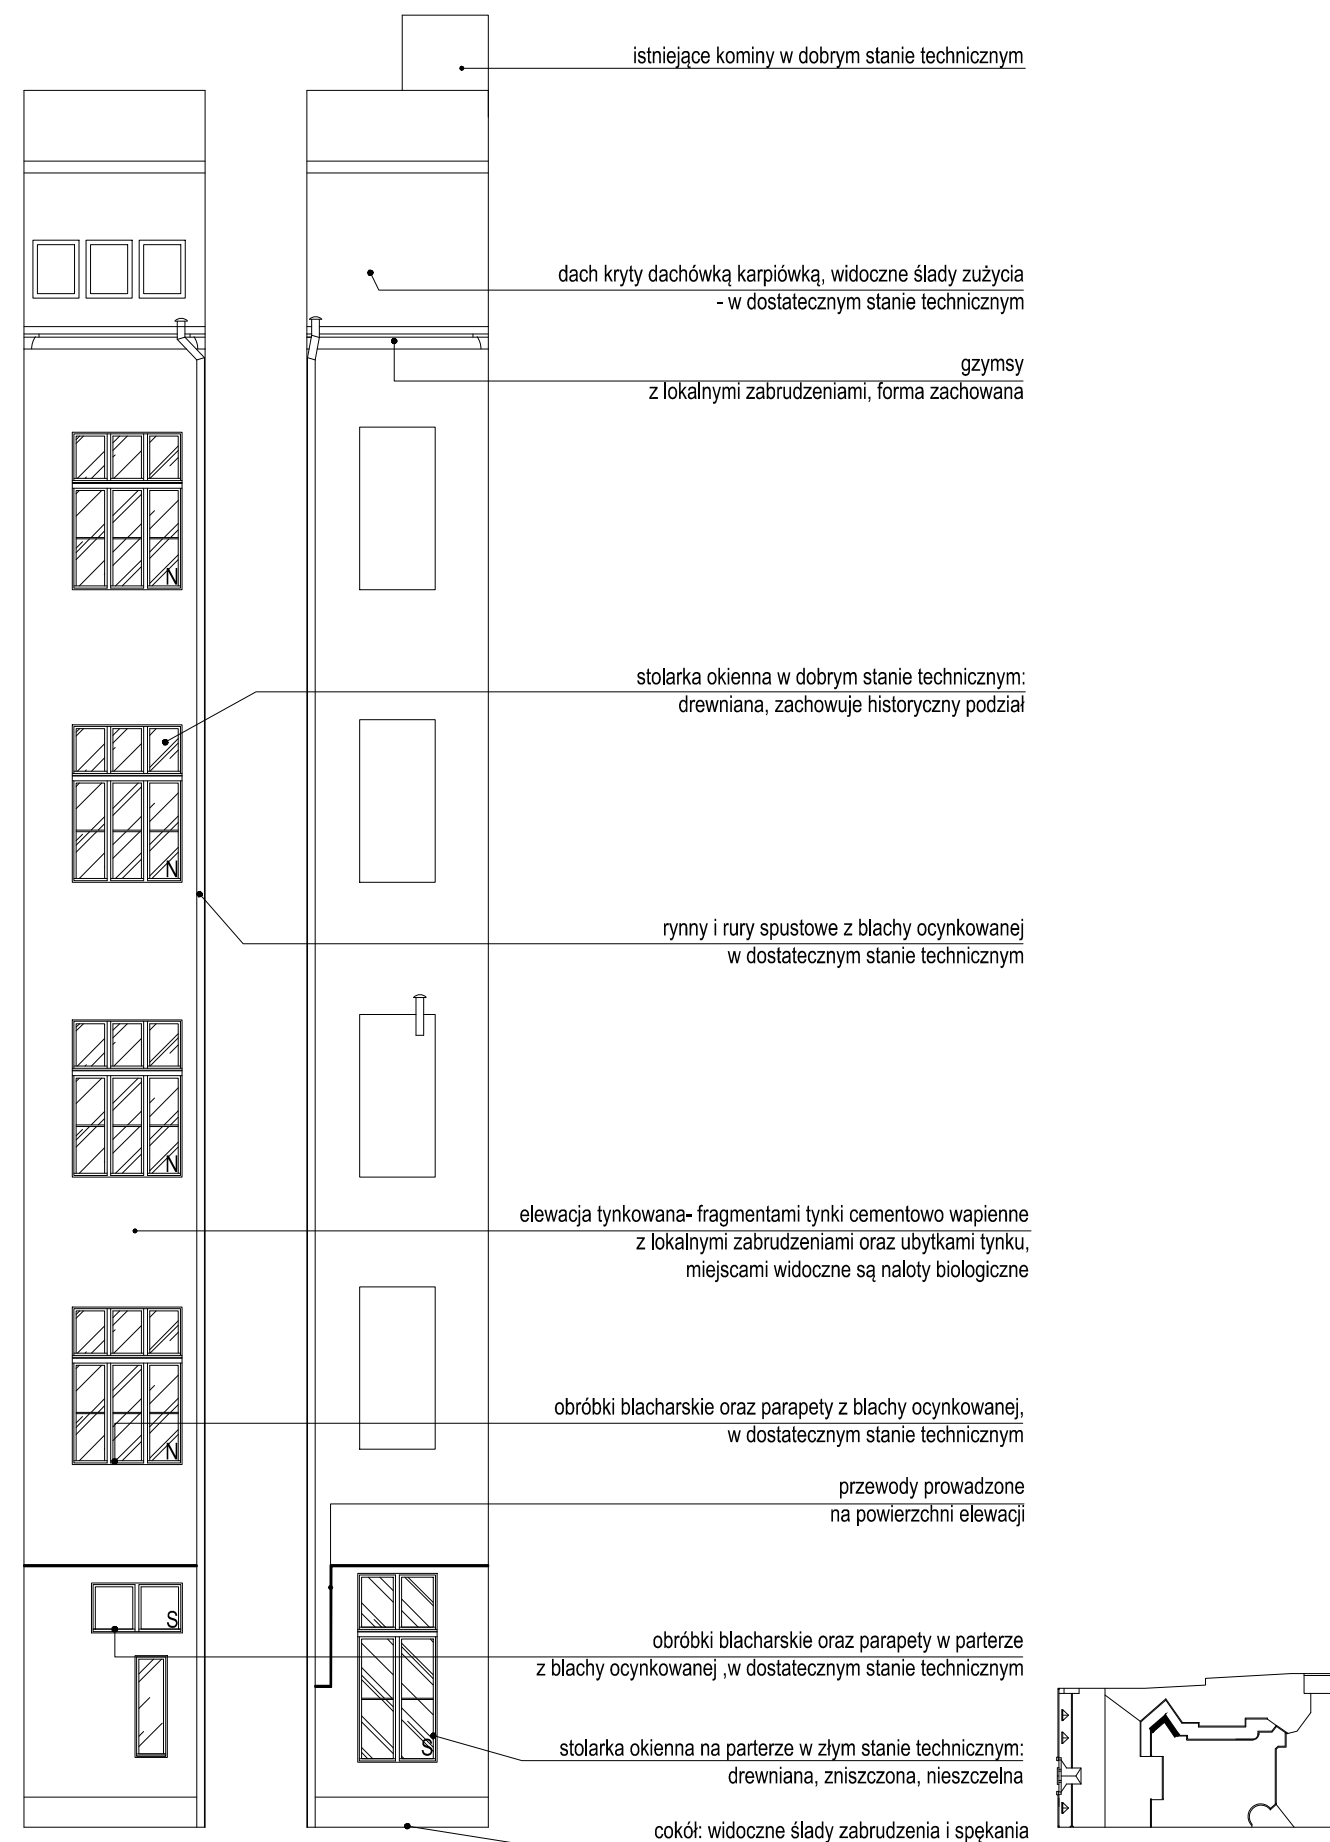 istniejące kominy w dobrym stanie technicznym
dach kryty dachówką karpiówką, widoczne ślady zużycia
- w dostatecznym stanie technicznym
gzymsy
z lokalnymi zabrudzeniami, forma zachowana
N
stolarka okienna w dobrym stanie technicznym:
drewniana, zachowuje historyczny podział
N
rynny i rury spustowe z blachy ocynkowanej
w dostatecznym stanie technicznym
N
elewacja tynkowana- fragmentami tynki cementowo wapienne
z lokalnymi zabrudzeniami oraz ubytkami tynku,
miejscami widoczne są naloty biologiczne
obróbki blacharskie oraz parapety z blachy ocynkowanej,
w dostatecznym stanie technicznym
N
przewody prowadzone
na powierzchni elewacji
S
obróbki blacharskie oraz parapety w parterze
z blachy ocynkowanej ,w dostatecznym stanie technicznym
S
stolarka okienna na parterze w złym stanie technicznym:
drewniana, zniszczona, nieszczelna
cokół: widoczne ślady zabrudzenia i spękania